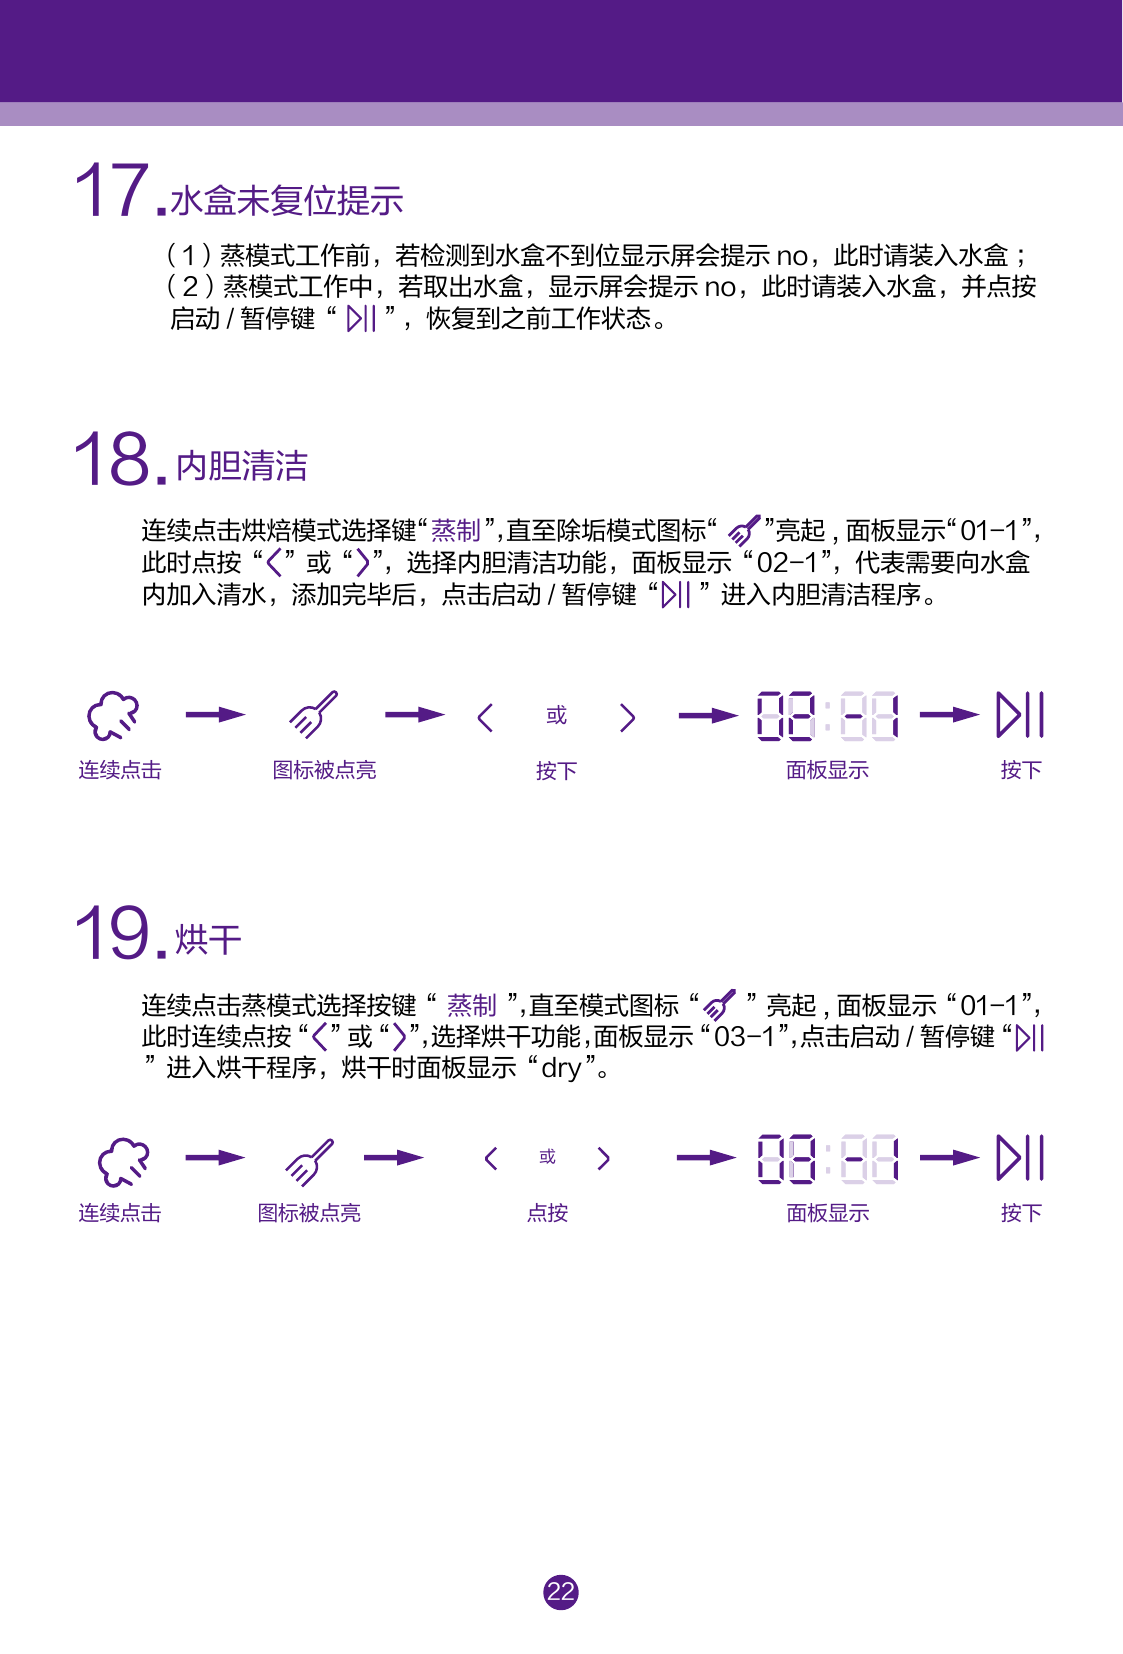 17.水盒未复位提示
（1）蒸模式工作前，若检测到水盒不到位显示屏会提示 no，此时请装入水盒；
（2）蒸模式工作中，若取出水盒，显示屏会提示 no，此时请装入水盒，并点按
启动 / 暂停键 “ ▷|| ”，恢复到之前工作状态。
18.内胆清洁
连续点击烘焙模式选择键“蒸制”，直至除垢模式图标“ ”亮起，面板显示“01-1”，
此时点按 “〈” 或 “〉”，选择内胆清洁功能，面板显示 “02-1”，代表需要向水盒
内加入清水，添加完毕后，点击启动 / 暂停键 “▷|| ” 进入内胆清洁程序。
〈 或 〉 02:-1 ▷||
连续点击 图标被点亮 按下 面板显示 按下
19.烘干
连续点击蒸模式选择按键 “ 蒸制 ”，直至模式图标 “ ” 亮起，面板显示 “01-1”，
此时连续点按 “〈” 或 “〉”，选择烘干功能，面板显示 “03-1”，点击启动 / 暂停键 “▷||
” 进入烘干程序，烘干时面板显示 “dry”。
〈 或 〉 03:-1 ▷||
连续点击 图标被点亮 点按 面板显示 按下
22